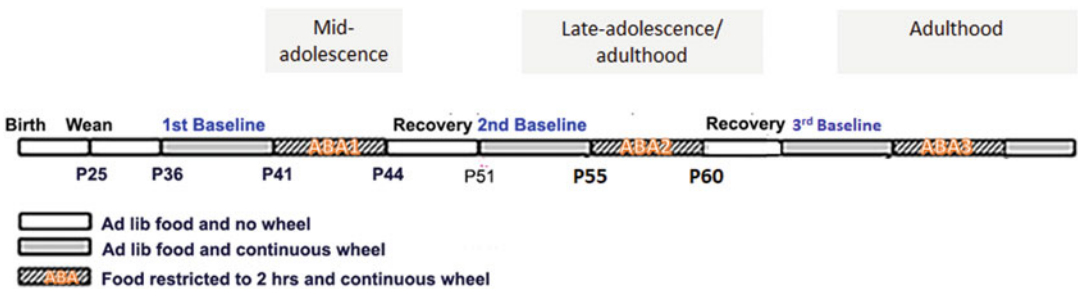 Mid-
adolescence
Late-adolescence/
adulthood
Adulthood
Birth Wean 1st Baseline Recovery 2nd Baseline Recovery 3rd Baseline
ABA1 ABA2 ABA3
P25 P36 P41 P44 P51 P55 P60
Ad lib food and no wheel
Ad lib food and continuous wheel
ABA Food restricted to 2 hrs and continuous wheel